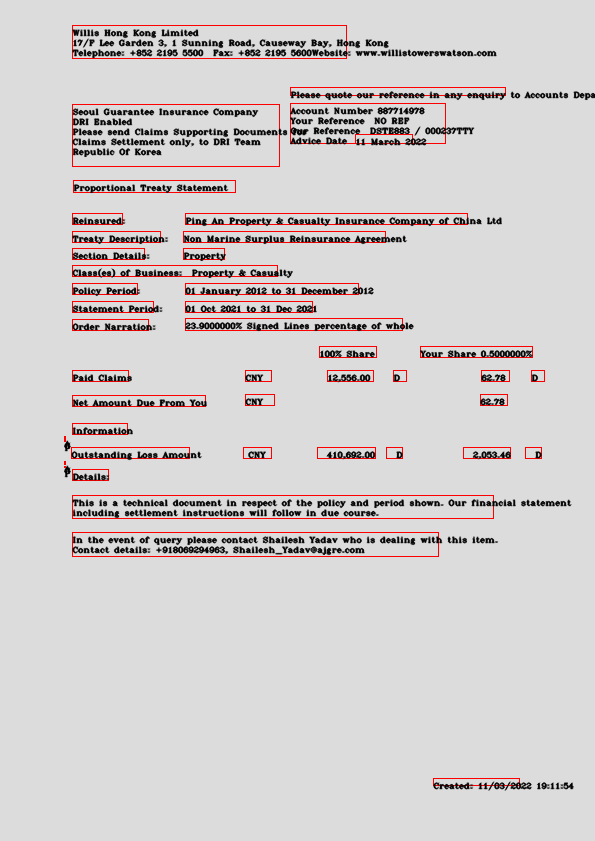 Willis Hong Kong Limited
17/F Lee Garden 3, 1 Sunning Road, Causeway Bay, Hong Kong
Telephone: +852 2195 5500 Fax: +852 2195 5600Website: www.willistowerswatson.com
Please quote our reference in any enquiry to Accounts Depa
Seoul Guarantee Insurance Company
DRI Enabled
Please send Claims Supporting Documents for
Claims Settlement only, to DRI Team
Republic Of Korea
Account Number 887714978
Your Reference NO REF
Our Reference DSTE883 / 000237TTY
Advice Date 11 March 2022
Proportional Treaty Statement
Reinsured: Ping An Property & Casualty Insurance Company of China Ltd
Treaty Description: Non Marine Surplus Reinsurance Agreement
Section Details: Property
Class(es) of Business: Property & Casualty
Policy Period: 01 January 2012 to 31 December 2012
Statement Period: 01 Oct 2021 to 31 Dec 2021
Order Narration: 23.9000000% Signed Lines percentage of whole
100% Share Your Share 0.5000000%
Paid Claims CNY 12,556.00 D 62.78 D
Net Amount Due From You CNY 62.78
Information
Outstanding Loss Amount CNY 410,692.00 D 2,053.46 D
Details:
This is a technical document in respect of the policy and period shown. Our financial statement
including settlement instructions will follow in due course.
In the event of query please contact Shailesh Yadav who is dealing with this item.
Contact details: +918069294963, Shailesh_Yadav@ajgre.com
Created: 11/03/2022 19:11:54